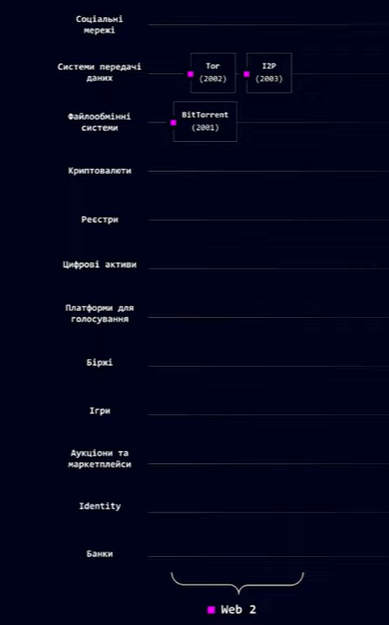 Соціальні
мережі
Системи передачі
даних
Tor
(2002)
I2P
(2003)
Файлообмінні
системи
BitTorrent
(2001)
Криптовалюти
Реєстри
Цифрові активи
Платформи для
голосування
Біржі
Ігри
Аукціони та
маркетплейси
Identity
Банки
Web 2